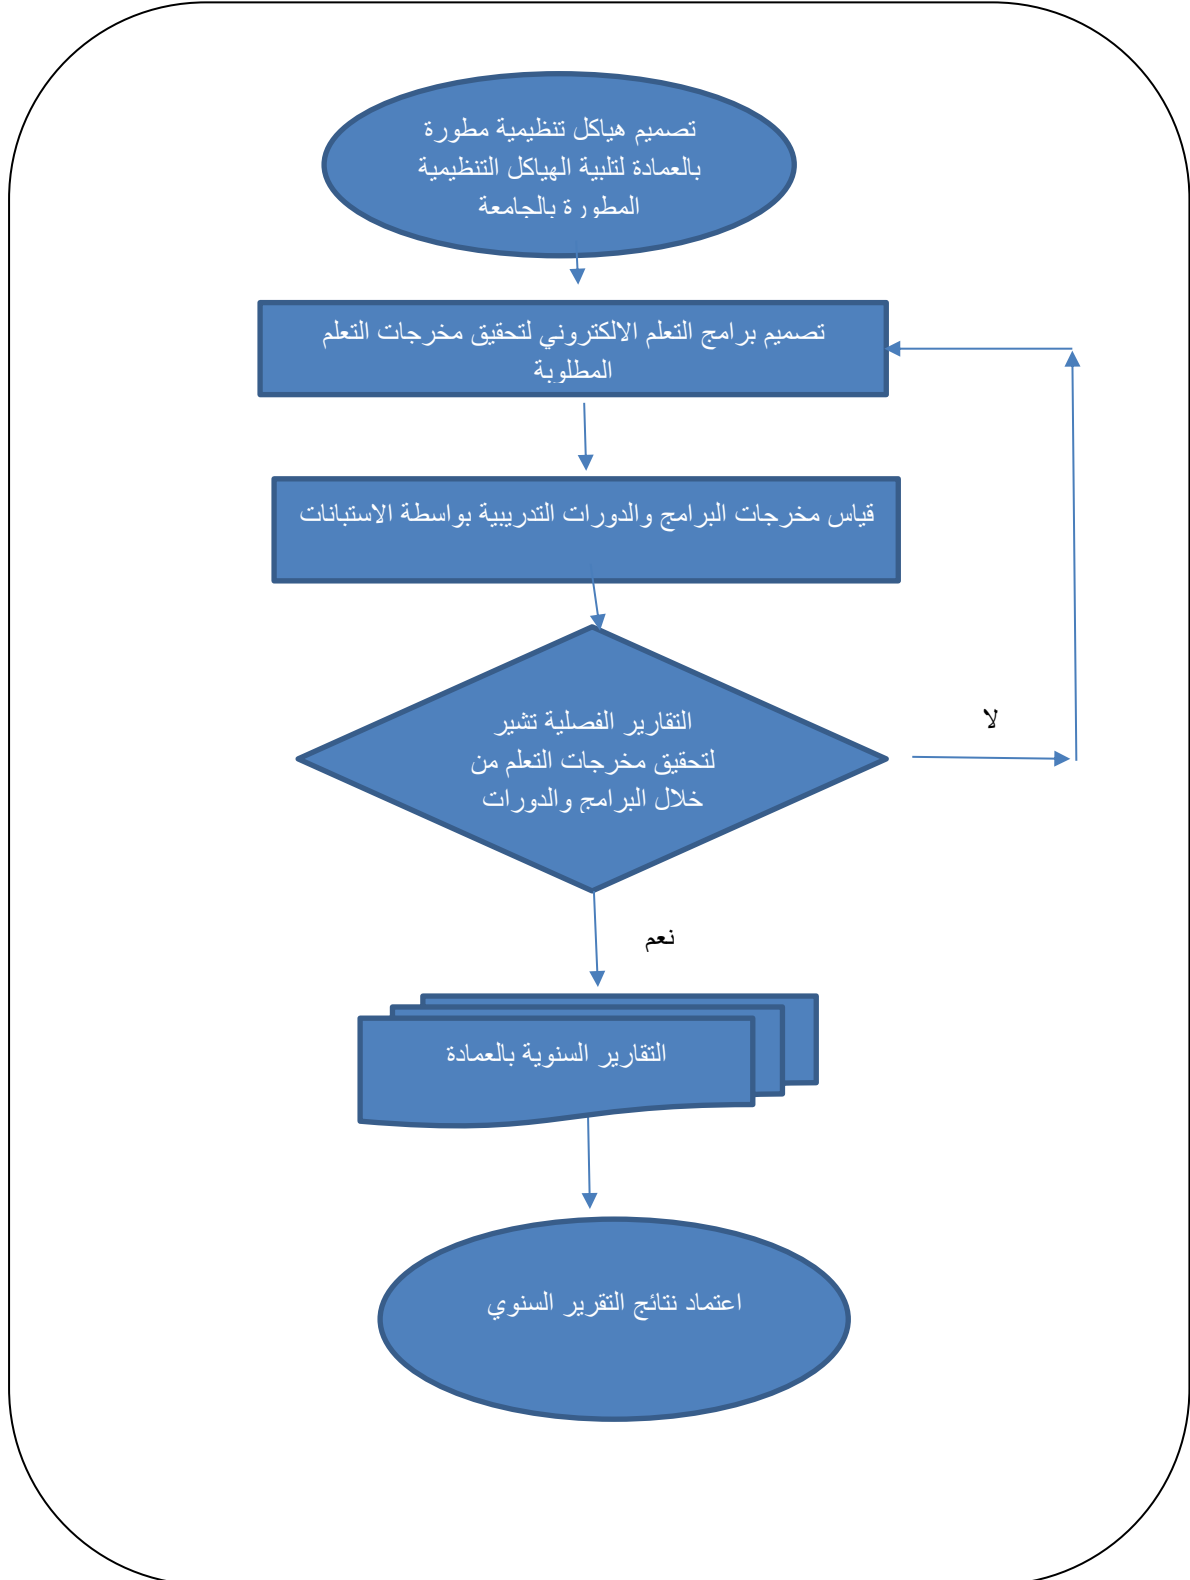 تصميم هياكل تنظيمية مطورة
بالعمادة لتلبية الهياكل التنظيمية
المطورة بالجامعة
تصميم برامج التعلم الالكتروني لتحقيق مخرجات التعلم
المطلوبة
قياس مخرجات البرامج والدورات التدريبية بواسطة الاستبانات
التقارير الفصلية تشير
لتحقيق مخرجات التعلم من
خلال البرامج والدورات
لا
نعم
التقارير السنوية بالعمادة
اعتماد نتائج التقرير السنوي